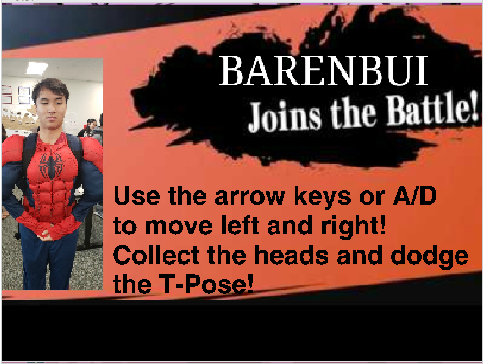 BARENBUI
Joins the Battle!
Use the arrow keys or A/D
to move left and right!
Collect the heads and dodge
the T-Pose!